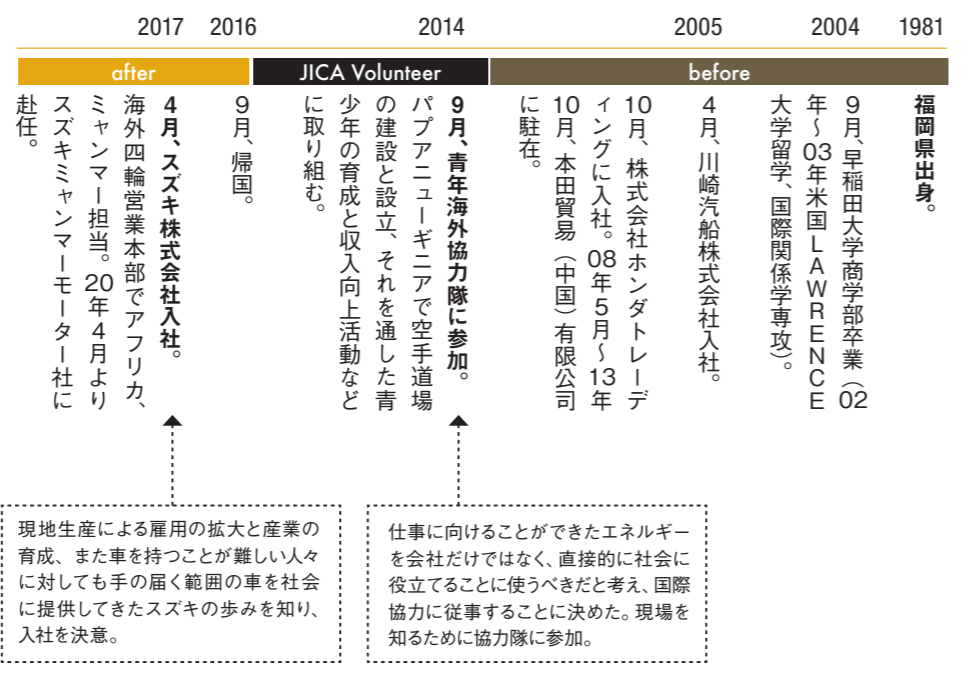 1981
2004
2005
2014
2016
2017
before
JICA Volunteer
after
福岡県出身。
9月、早稲田大学商学部卒業（02
年～03年米国LAWRENCE
大学留学、国際関係学専攻）。
4月、川崎汽船株式会社入社。
10月、株式会社ホンダトレーデ
ィングに入社。08年5月～13年
10月、本田貿易（中国）有限公司
に駐在。
9月、青年海外協力隊に参加。
パプアニューギニアで空手道場
の建設と設立、それを通した青
少年の育成と収入向上活動など
に取り組む。
9月、帰国。
4月、スズキ株式会社入社。
海外四輪営業本部でアフリカ、
ミャンマー担当。20年4月より
スズキミャンマーモーター社に
赴任。
仕事に向けることができたエネルギー
を会社だけではなく、直接的に社会に
役立てることに使うべきだと考え、国際
協力に従事することに決めた。現場を
知るために協力隊に参加。
現地生産による雇用の拡大と産業の
育成、また車を持つことが難しい人々
に対しても手の届く範囲の車を社会
に提供してきたスズキの歩みを知り、
入社を決意。